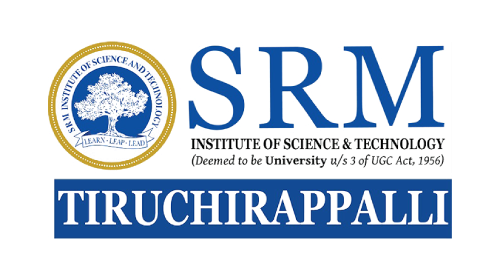 SRM INSTITUTE OF SCIENCE AND TECHNOLOGY
LEARN · LEAP · LEAD
SRM
INSTITUTE OF SCIENCE & TECHNOLOGY
(Deemed to be University u/s 3 of UGC Act, 1956)
TIRUCHIRAPPALLI